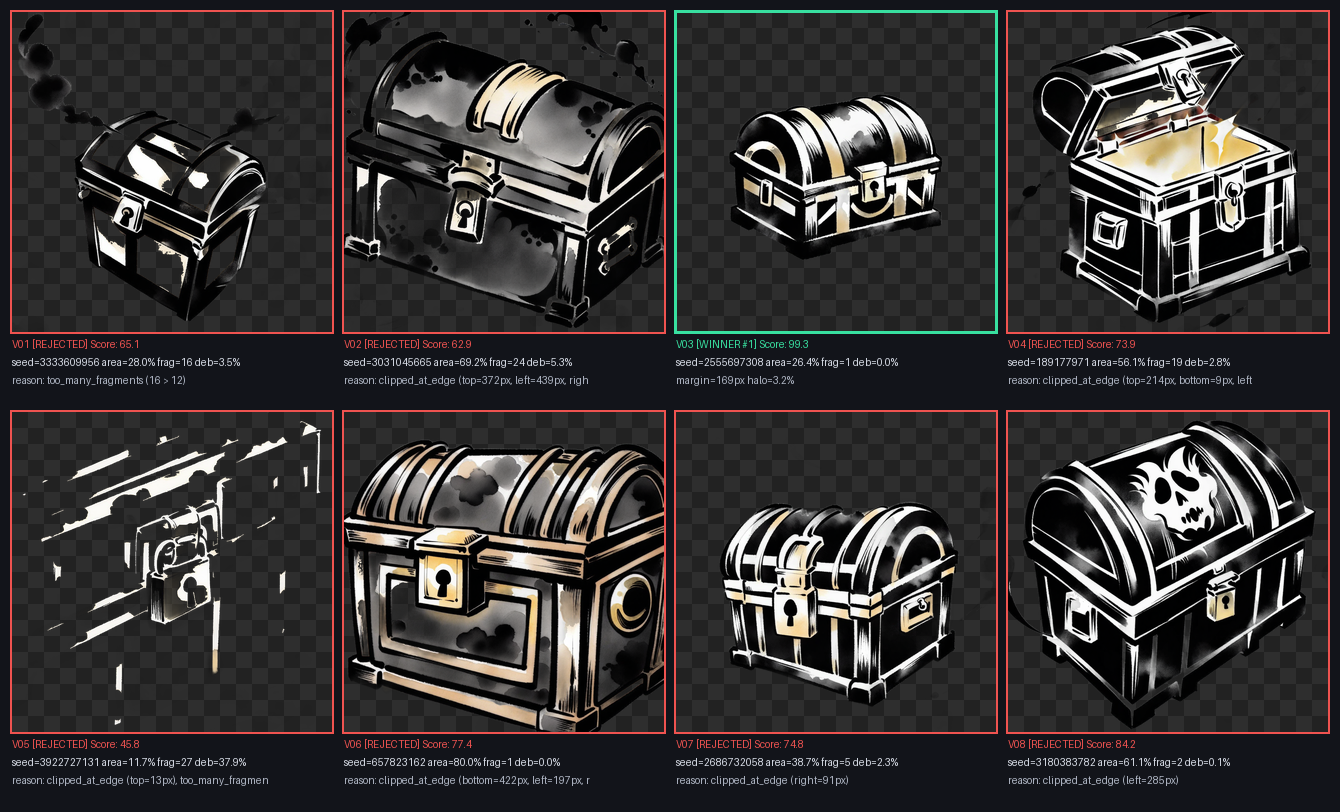 V01 [REJECTED] Score: 65.1
seed=3333609956 area=28.0% frag=16 deb=3.5%
reason: too_many_fragments (16 > 12)
V02 [REJECTED] Score: 62.9
seed=3031045665 area=69.2% frag=24 deb=5.3%
reason: clipped_at_edge (top=372px, left=439px, righ
V03 [WINNER #1] Score: 99.3
seed=2555697308 area=26.4% frag=1 deb=0.0%
margin=169px halo=3.2%
V04 [REJECTED] Score: 73.9
seed=189177971 area=56.1% frag=19 deb=2.8%
reason: clipped_at_edge (top=214px, bottom=9px, left
V05 [REJECTED] Score: 45.8
seed=3922727131 area=11.7% frag=27 deb=37.9%
reason: clipped_at_edge (top=13px), too_many_fragmen
V06 [REJECTED] Score: 77.4
seed=657823162 area=80.0% frag=1 deb=0.0%
reason: clipped_at_edge (bottom=422px, left=197px, r
V07 [REJECTED] Score: 74.8
seed=2686732058 area=38.7% frag=5 deb=2.3%
reason: clipped_at_edge (right=91px)
V08 [REJECTED] Score: 84.2
seed=3180383782 area=61.1% frag=2 deb=0.1%
reason: clipped_at_edge (left=285px)